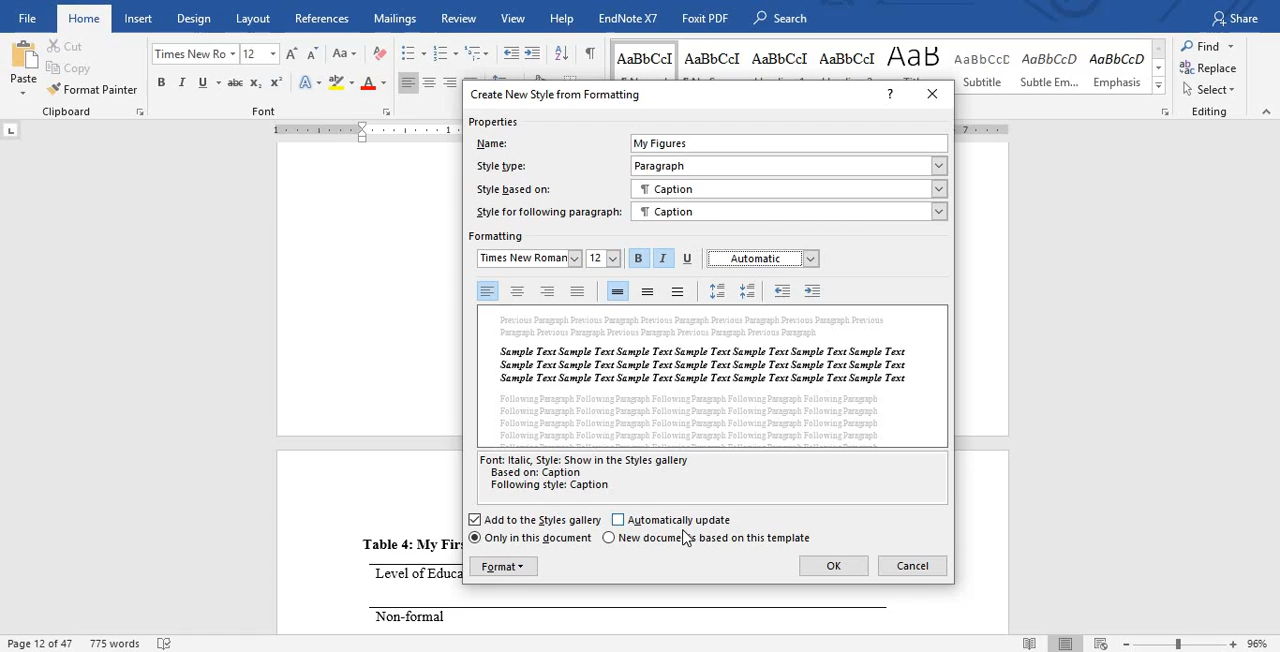 File Home Insert Design Layout References Mailings Review View Help EndNote X7 Foxit PDF Search Share
Paste Cut Copy Format Painter
Times New Ro 12 Aa
B I U abc x₂ x² A A
AaBbCcI AaBbCcI AaBbCcI AaBbCcI AaB AaBbCcD AaBbCcD AaBbCcD
Subtitle Subtle Em... Emphasis
Find
Replace
Select
Clipboard Font Editing
Create New Style from Formatting ?
Properties
Name: My Figures
Style type: Paragraph
Style based on: ¶ Caption
Style for following paragraph: ¶ Caption
Formatting
Times New Roman 12 B I U Automatic
Previous Paragraph Previous Paragraph Previous Paragraph Previous Paragraph Previous Paragraph Previous
Paragraph Previous Paragraph Previous Paragraph Previous Paragraph Previous Paragraph
Sample Text Sample Text Sample Text Sample Text Sample Text Sample Text Sample Text
Sample Text Sample Text Sample Text Sample Text Sample Text Sample Text Sample Text
Sample Text Sample Text Sample Text Sample Text Sample Text Sample Text Sample Text
Following Paragraph Following Paragraph Following Paragraph Following Paragraph Following Paragraph
Following Paragraph Following Paragraph Following Paragraph Following Paragraph Following Paragraph
Following Paragraph Following Paragraph Following Paragraph Following Paragraph Following Paragraph
Following Paragraph Following Paragraph Following Paragraph Following Paragraph Following Paragraph
Font: Italic, Style: Show in the Styles gallery
Based on: Caption
Following style: Caption
Add to the Styles gallery Automatically update
Only in this document New documents based on this template
Format OK Cancel
Table 4: My
Level of
Non-formal
Page 12 of 47 775 words 96%